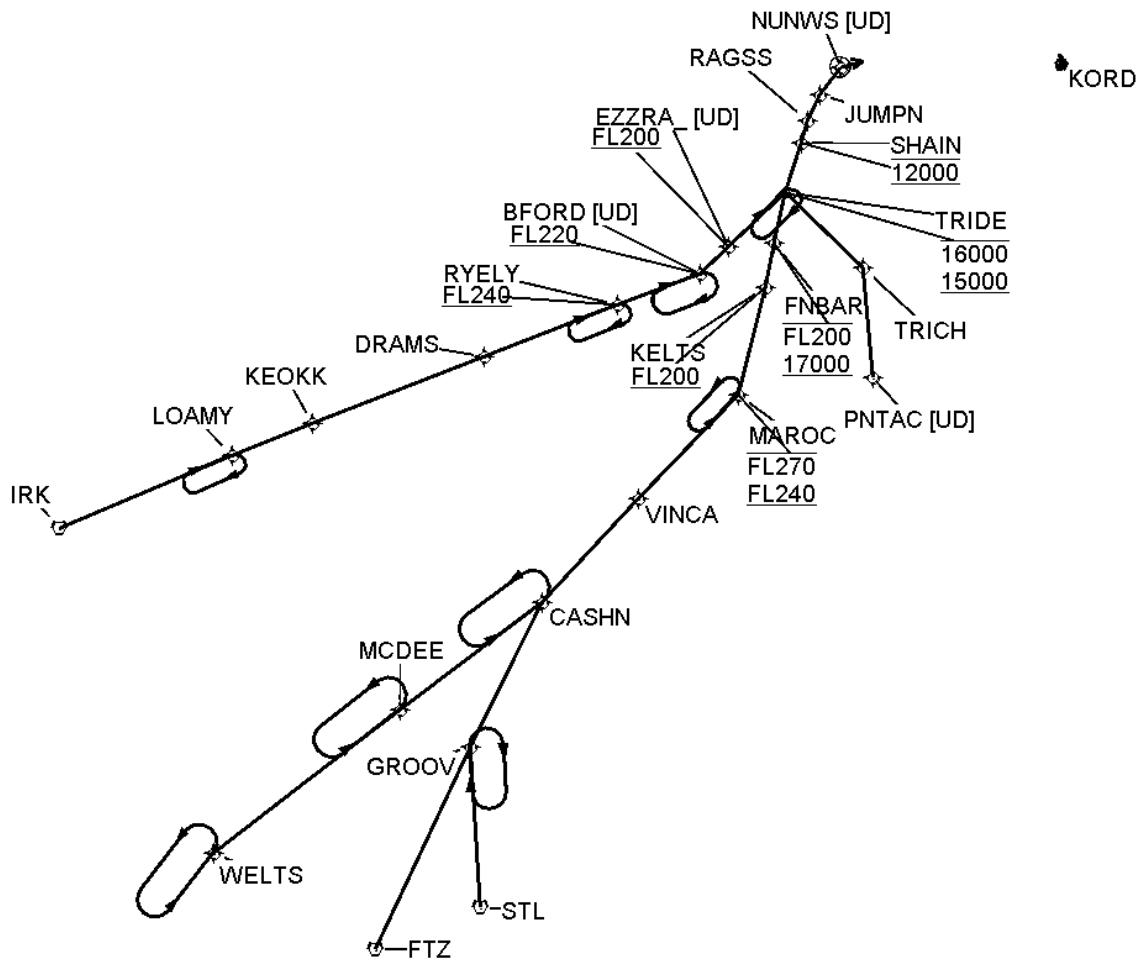 NUNWS [UD]
RAGSS
KORD
JUMPN
EZZRA_ [UD]
FL200
SHAIN
12000
BFORD [UD]
FL220
TRIDE
16000
15000
RYELY
FL240
FNBAR
FL200
17000
TRICH
DRAMS
KELTS
FL200
KEOKK
LOAMY
PNTAC [UD]
MAROC
FL270
FL240
IRK
VINCA
CASHN
MCDEE
GROOV
WELTS
STL
FTZ